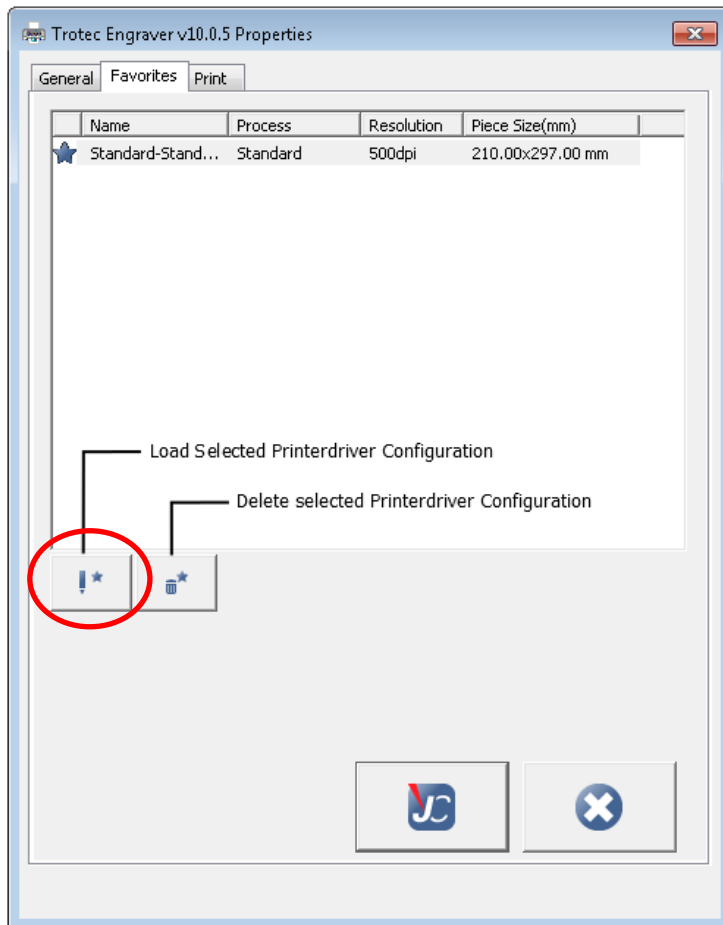 Trotec Engraver v10.0.5 Properties
General Favorites Print
Name Process Resolution Piece Size(mm)
Standard-Stand... Standard 500dpi 210.00x297.00 mm
Load Selected Printerdriver Configuration
Delete selected Printerdriver Configuration
JC